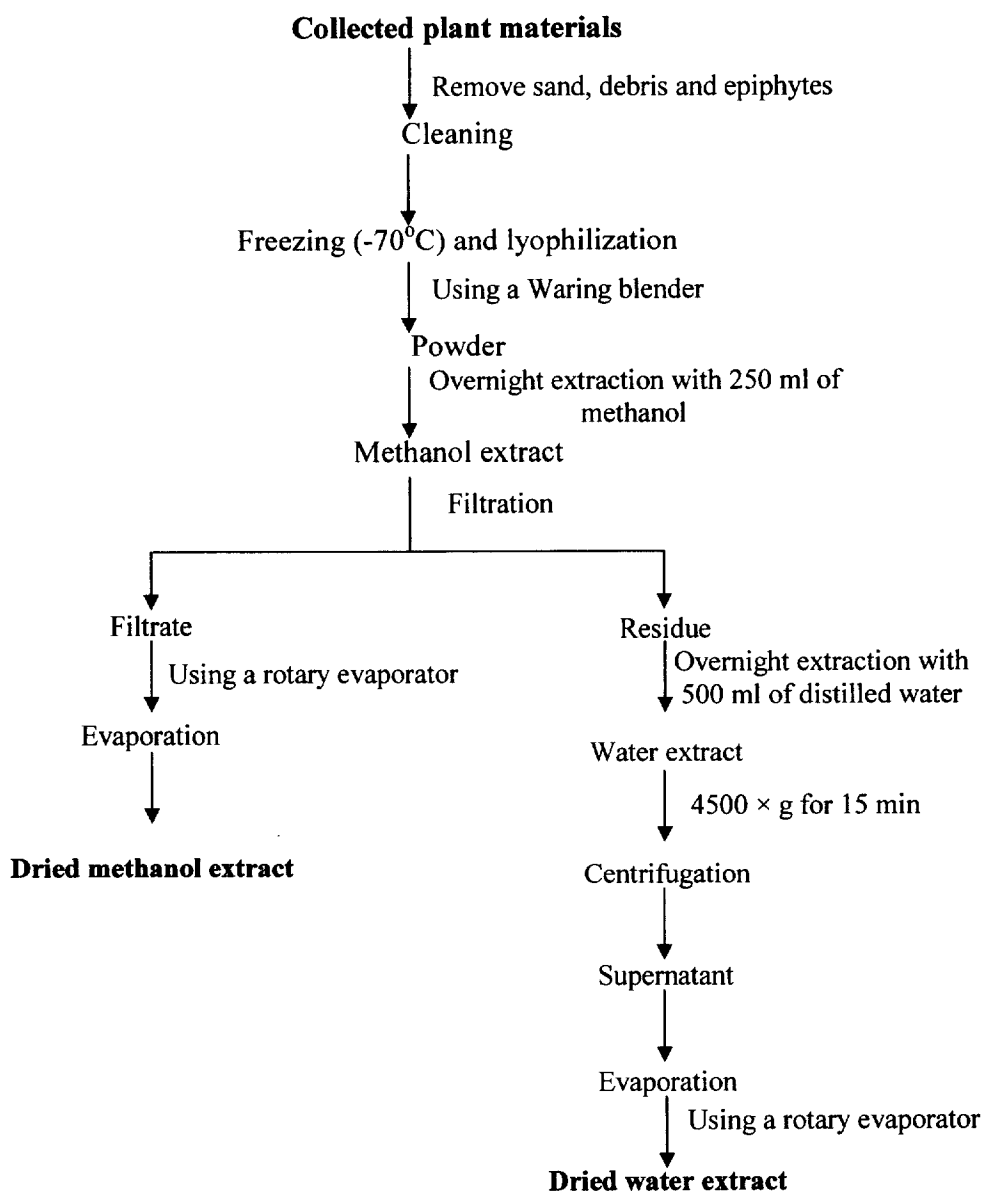 Collected plant materials
Remove sand, debris and epiphytes
Cleaning
Freezing (-70°C) and lyophilization
Using a Waring blender
Powder
Overnight extraction with 250 ml of
methanol
Methanol extract
Filtration
Filtrate
Using a rotary evaporator
Evaporation
Dried methanol extract
Residue
Overnight extraction with
500 ml of distilled water
Water extract
4500 × g for 15 min
Centrifugation
Supernatant
Evaporation
Using a rotary evaporator
Dried water extract